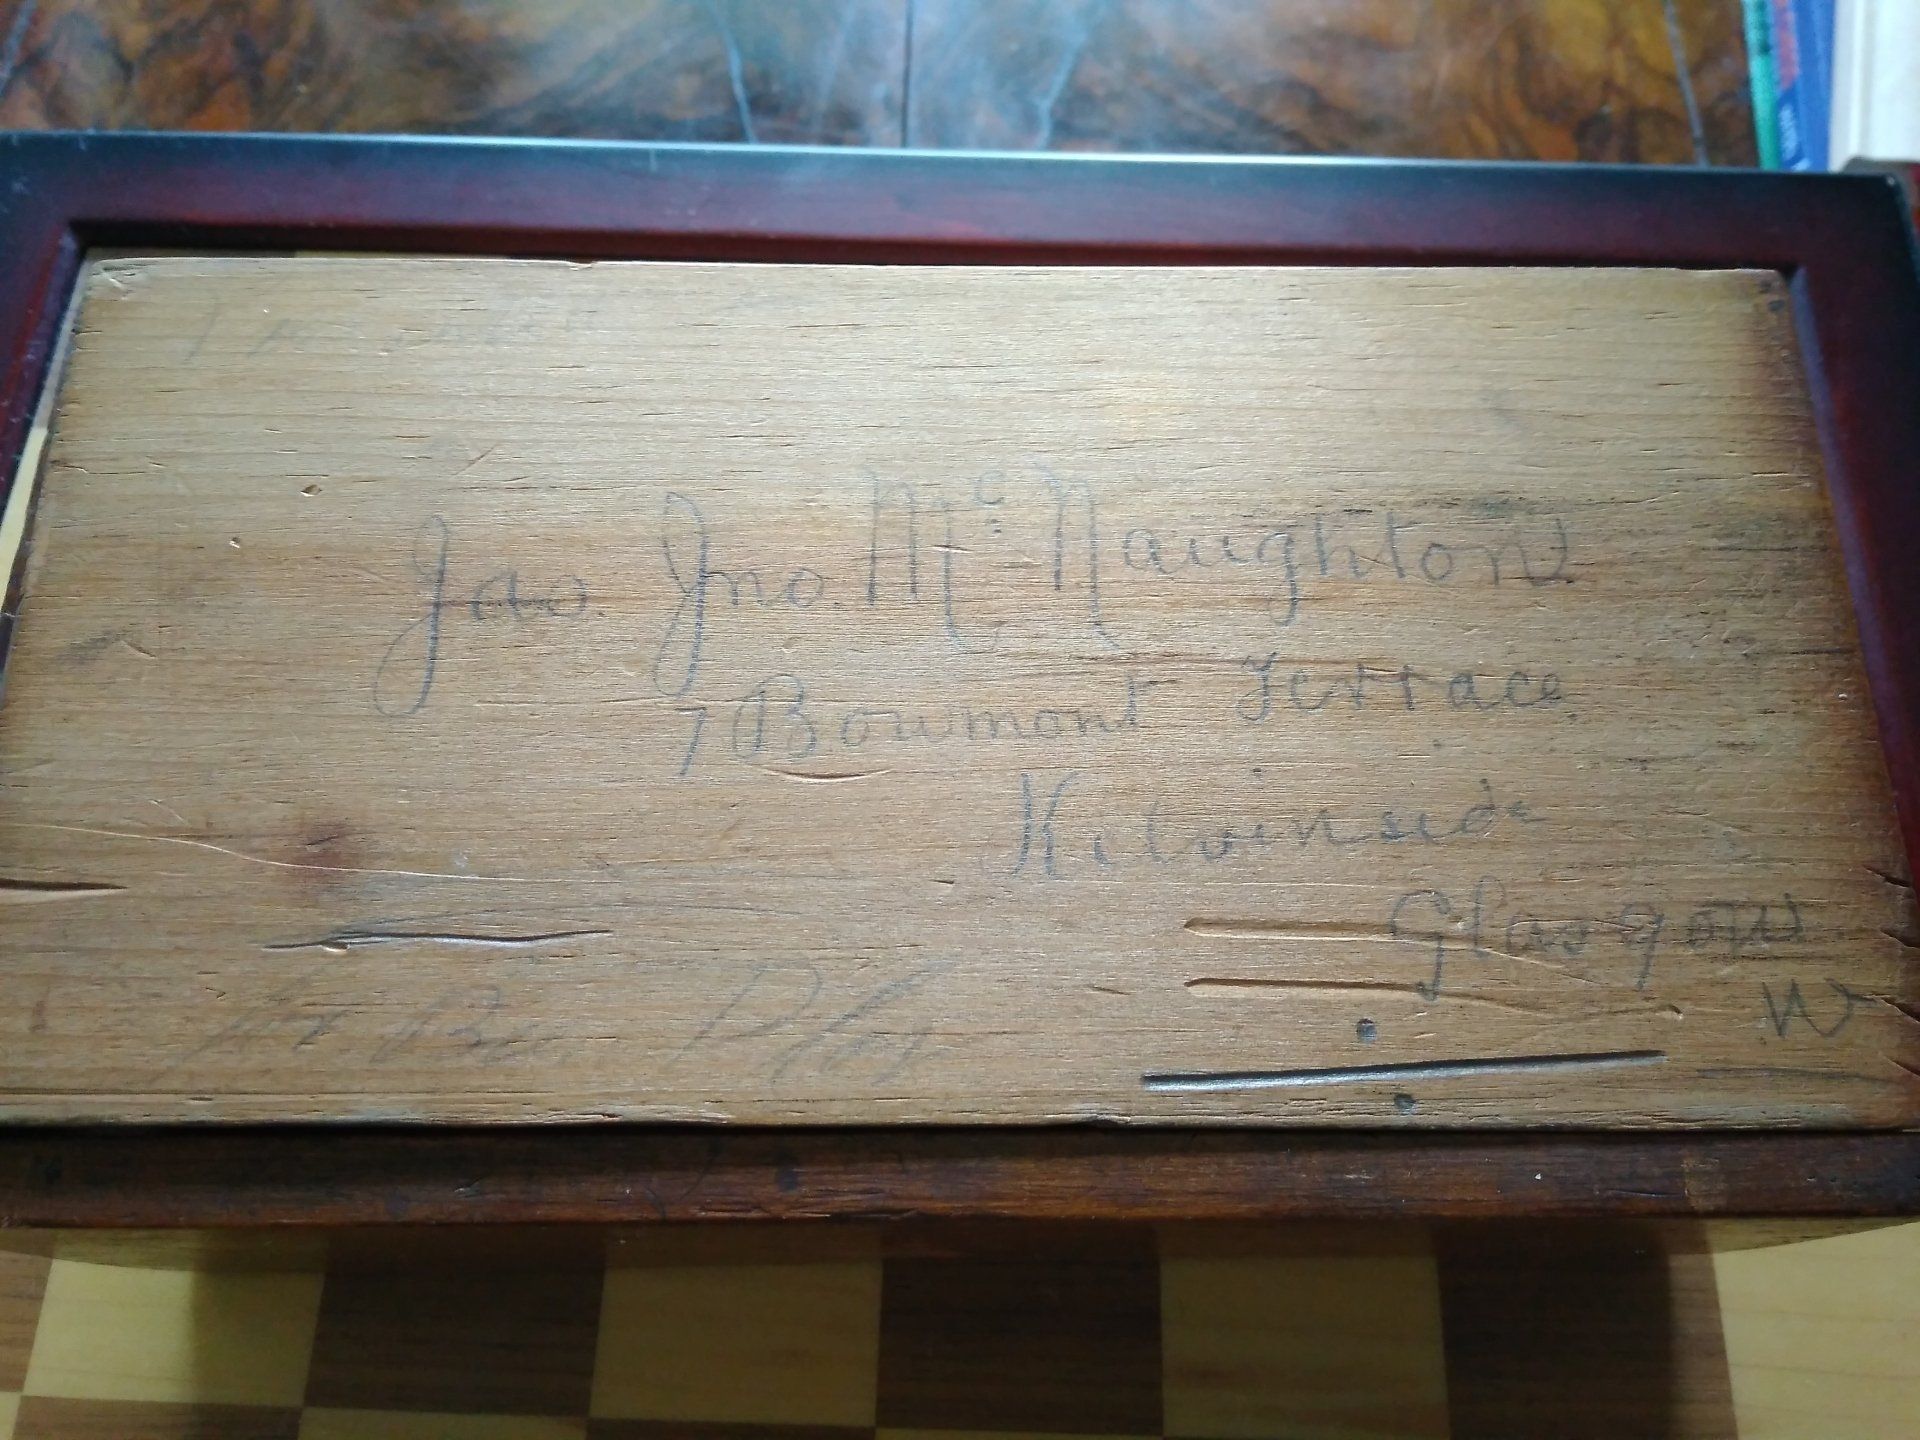 Jas. Jno. McNaughton
7 Bowmont Terrace.
Kelvinside
Glasgow
W